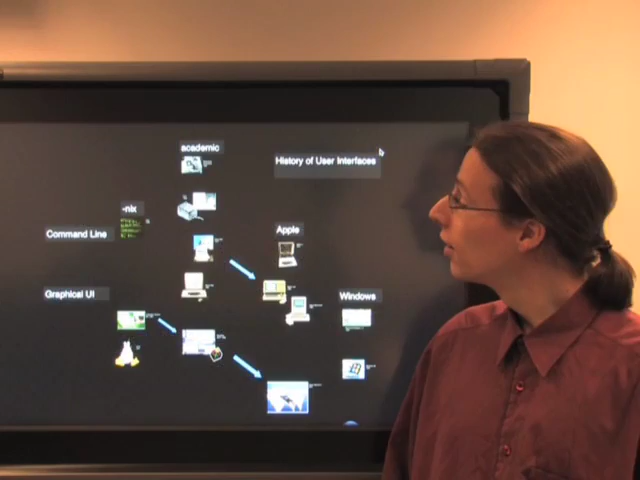 academic
History of User Interfaces
-nix
Command Line
Apple
Graphical UI
Windows